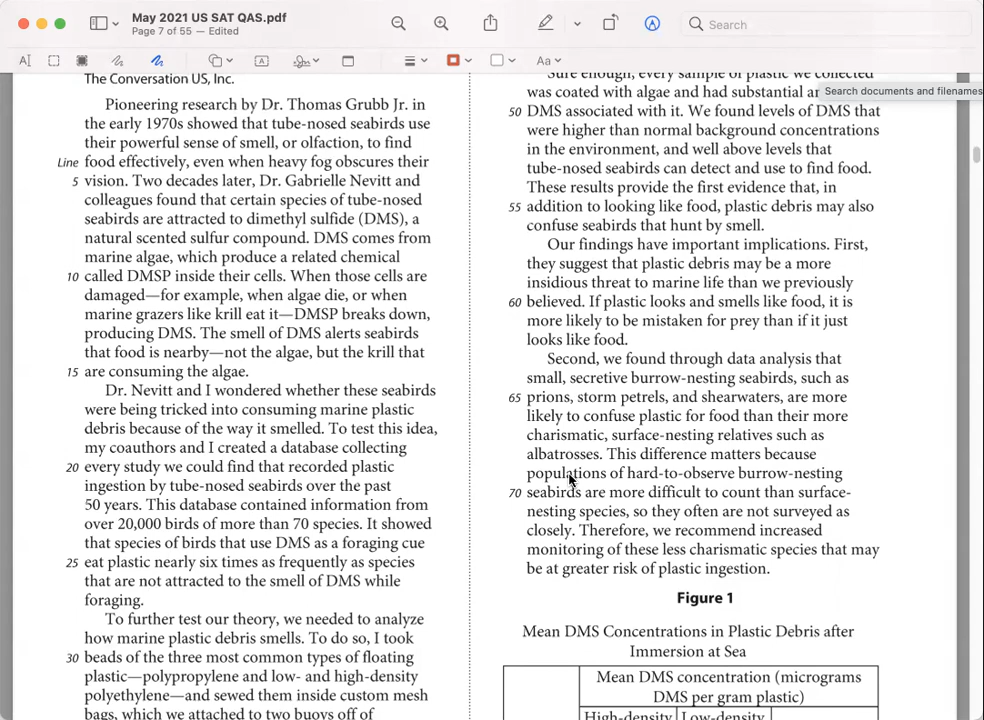 May 2021 US SAT QAS.pdf
Page 7 of 55 — Edited
Search
Aa
Search documents and filenames
The Conversation US, Inc.
Pioneering research by Dr. Thomas Grubb Jr. in
the early 1970s showed that tube-nosed seabirds use
their powerful sense of smell, or olfaction, to find
Line food effectively, even when heavy fog obscures their
5 vision. Two decades later, Dr. Gabrielle Nevitt and
colleagues found that certain species of tube-nosed
seabirds are attracted to dimethyl sulfide (DMS), a
natural scented sulfur compound. DMS comes from
marine algae, which produce a related chemical
10 called DMSP inside their cells. When those cells are
damaged—for example, when algae die, or when
marine grazers like krill eat it—DMSP breaks down,
producing DMS. The smell of DMS alerts seabirds
that food is nearby—not the algae, but the krill that
15 are consuming the algae.
Dr. Nevitt and I wondered whether these seabirds
were being tricked into consuming marine plastic
debris because of the way it smelled. To test this idea,
my coauthors and I created a database collecting
20 every study we could find that recorded plastic
ingestion by tube-nosed seabirds over the past
50 years. This database contained information from
over 20,000 birds of more than 70 species. It showed
that species of birds that use DMS as a foraging cue
25 eat plastic nearly six times as frequently as species
that are not attracted to the smell of DMS while
foraging.
To further test our theory, we needed to analyze
how marine plastic debris smells. To do so, I took
30 beads of the three most common types of floating
plastic—polypropylene and low- and high-density
polyethylene—and sewed them inside custom mesh
bags, which we attached to two buoys off of
Sure enough, every sample of plastic we collected
was coated with algae and had substantial
50 DMS associated with it. We found levels of DMS that
were higher than normal background concentrations
in the environment, and well above levels that
tube-nosed seabirds can detect and use to find food.
These results provide the first evidence that, in
55 addition to looking like food, plastic debris may also
confuse seabirds that hunt by smell.
Our findings have important implications. First,
they suggest that plastic debris may be a more
insidious threat to marine life than we previously
60 believed. If plastic looks and smells like food, it is
more likely to be mistaken for prey than if it just
looks like food.
Second, we found through data analysis that
small, secretive burrow-nesting seabirds, such as
65 prions, storm petrels, and shearwaters, are more
likely to confuse plastic for food than their more
charismatic, surface-nesting relatives such as
albatrosses. This difference matters because
populations of hard-to-observe burrow-nesting
70 seabirds are more difficult to count than surface-
nesting species, so they often are not surveyed as
closely. Therefore, we recommend increased
monitoring of these less charismatic species that may
be at greater risk of plastic ingestion.
Figure 1
Mean DMS Concentrations in Plastic Debris after
Immersion at Sea
Mean DMS concentration (micrograms
DMS per gram plastic)
High-density Low-density